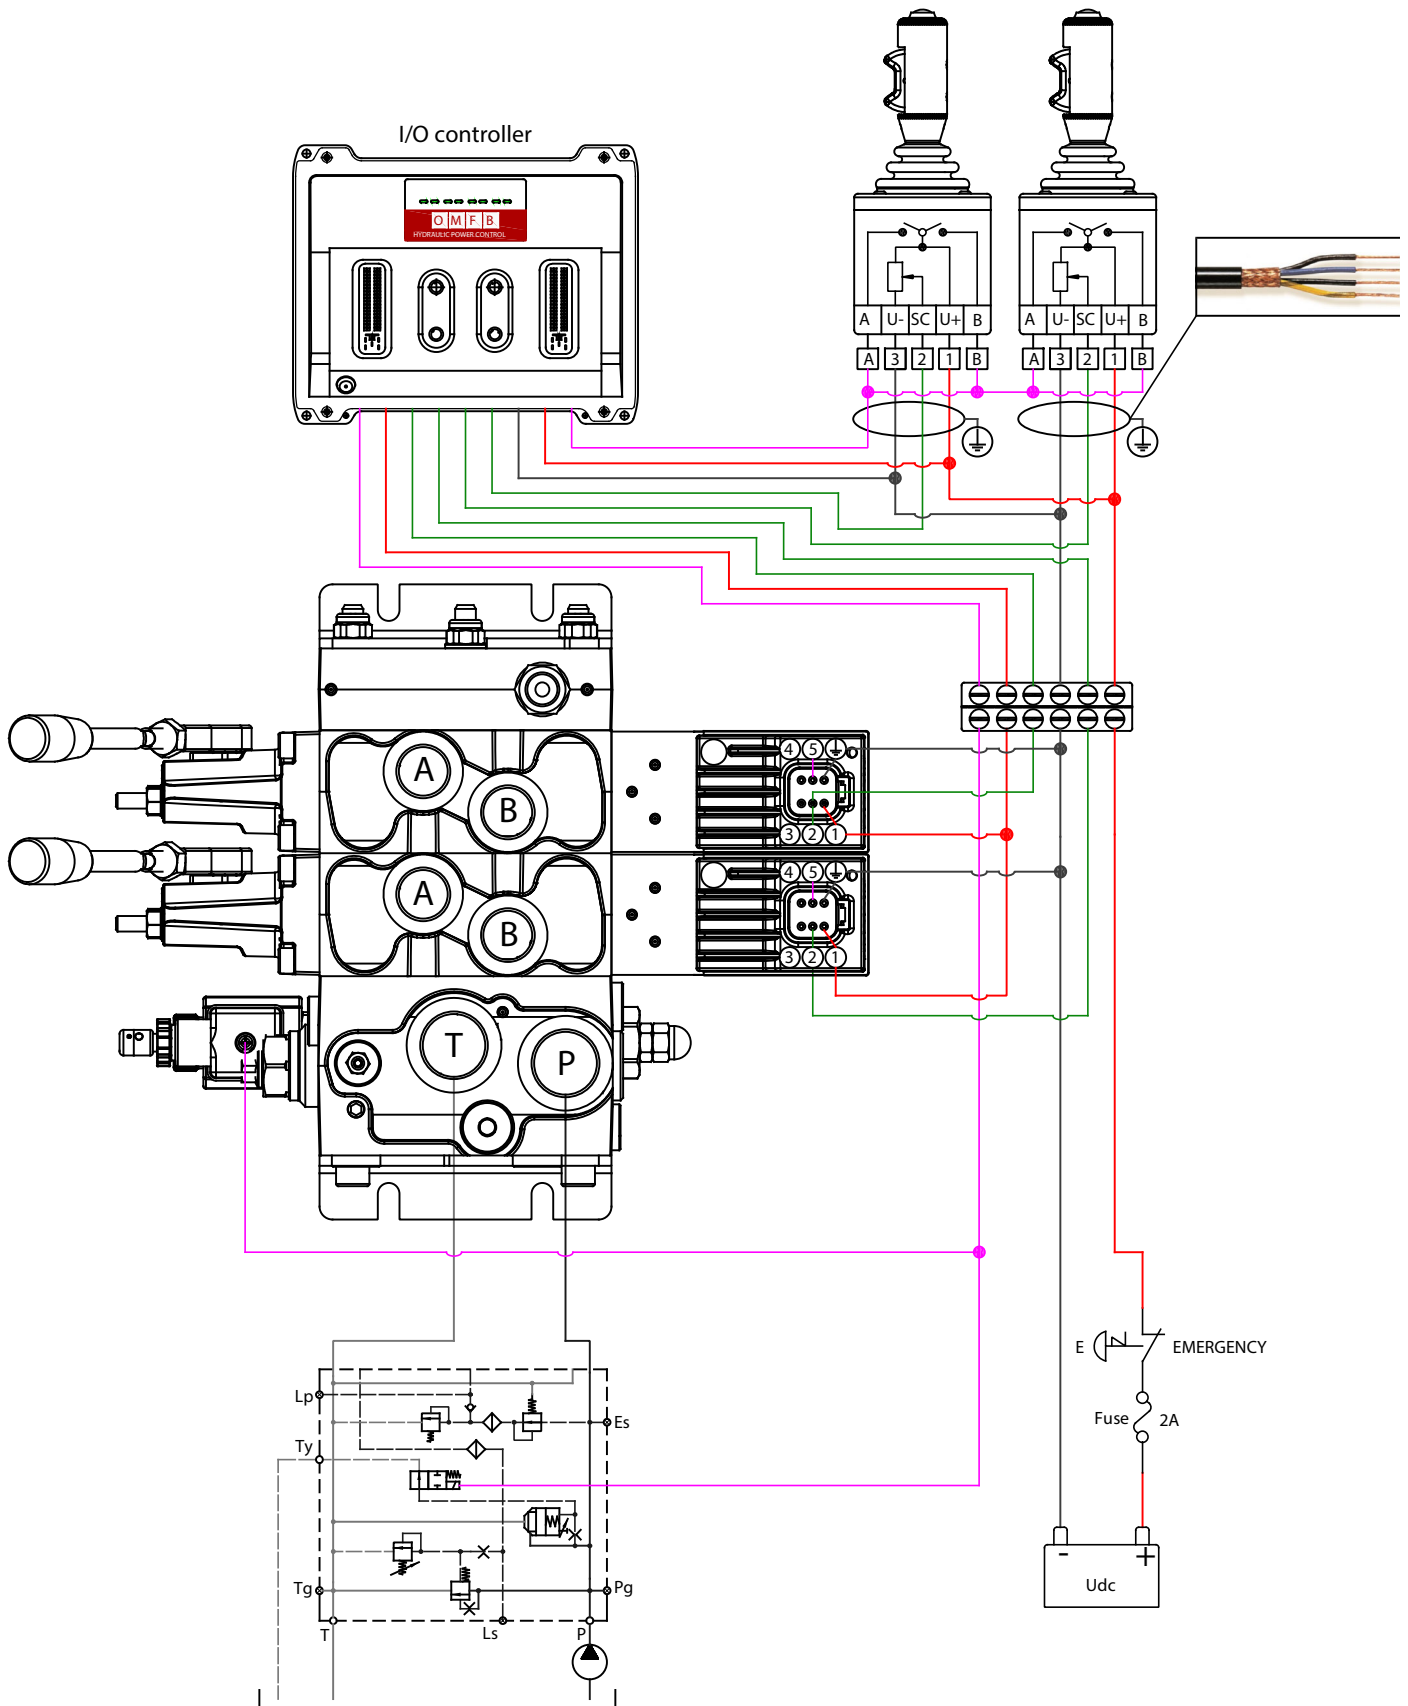 I/O controller
O M F B
HYDRAULIC POWER CONTROL
A U- SC U+ B
A U- SC U+ B
A 3 2 1 B
A 3 2 1 B
A
B
4 5
3 2 1
A
B
4 5
3 2 1
T
P
E EMERGENCY
Fuse 2A
- +
Udc
Lp
Es
Ty
Tg
Pg
T
Ls
P